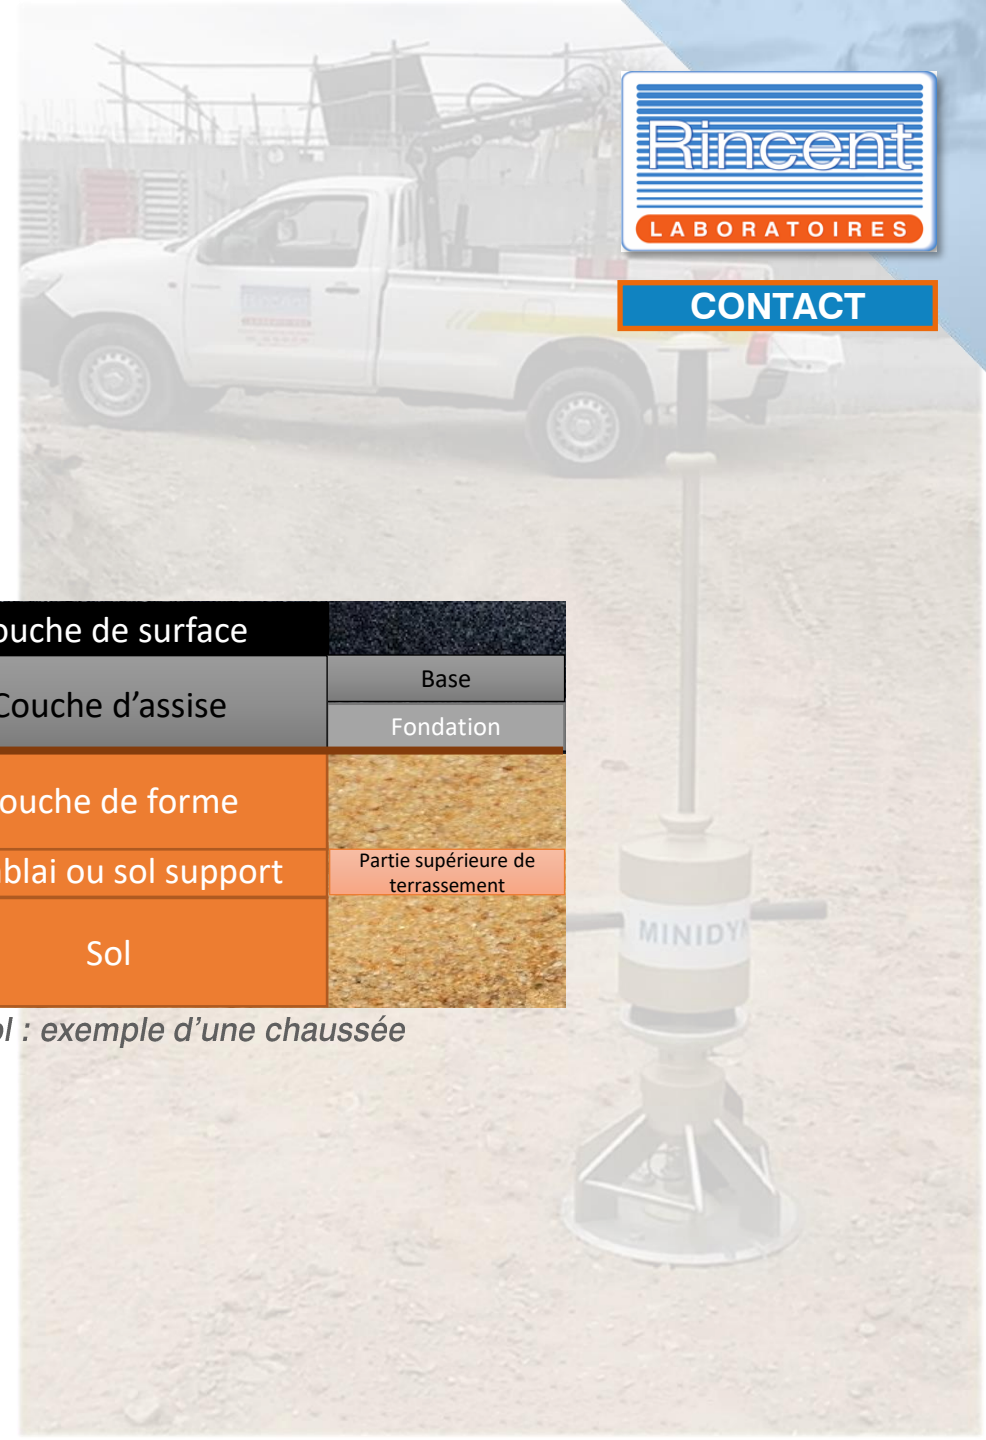 Rincent
LABORATOIRES
CONTACT
ouche de surface
Couche d’assise
Base
Fondation
ouche de forme
blai ou sol support
Partie supérieure de
terrassement
Sol
ol : exemple d’une chaussée
MINIDY